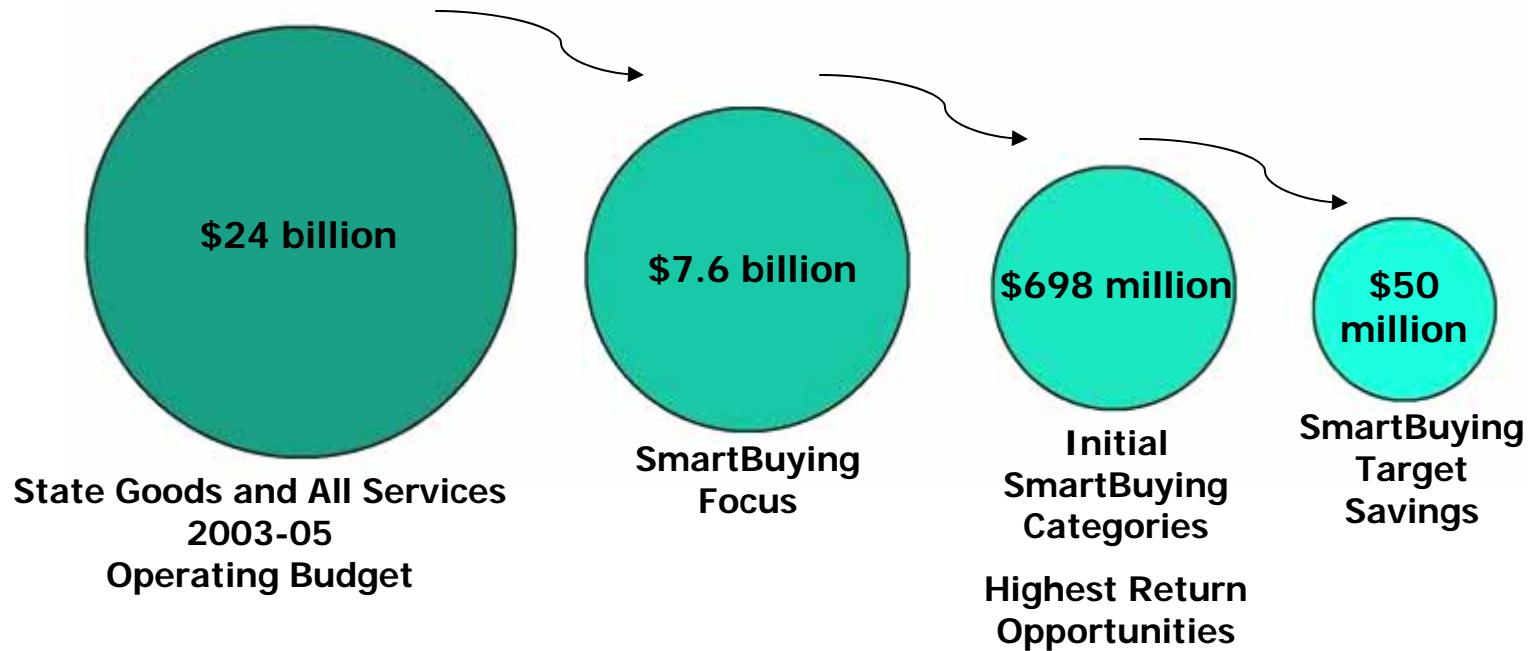 $24 billion
State Goods and All Services
2003-05
Operating Budget
$7.6 billion
SmartBuying
Focus
$698 million
Initial
SmartBuying
Categories
Highest Return
Opportunities
$50
million
SmartBuying
Target
Savings